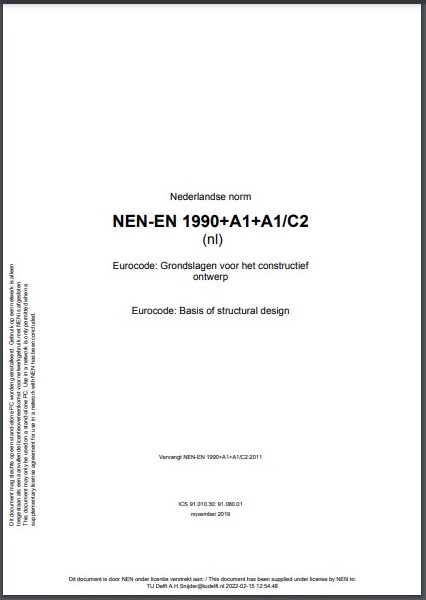 Nederlandse norm
NEN-EN 1990+A1+A1/C2
(nl)
Eurocode: Grondslagen voor het constructief
ontwerp
Eurocode: Basis of structural design
Vervangt NEN-EN 1990+A1+A1/C2:2011
ICS 91.010.30; 91.080.01
november 2019
Dit document mag slechts op een stand-alone PC worden geinstalleerd. Gebruik op een netwerk is alleen
toegestaan als een aanvullende licentieovereenkomst voor netwerkgebruik met NEN is afgesloten.
This document may only be used on a stand-alone PC. Use in a network is only permitted when a
supplementary license agreement for use in a network with NEN has been concluded.
Dit document is door NEN onder licentie verstrekt aan: / This document has been supplied under license by NEN to:
TU Delft A.H.Snijder@tudelft.nl 2022-02-15 12:54:48